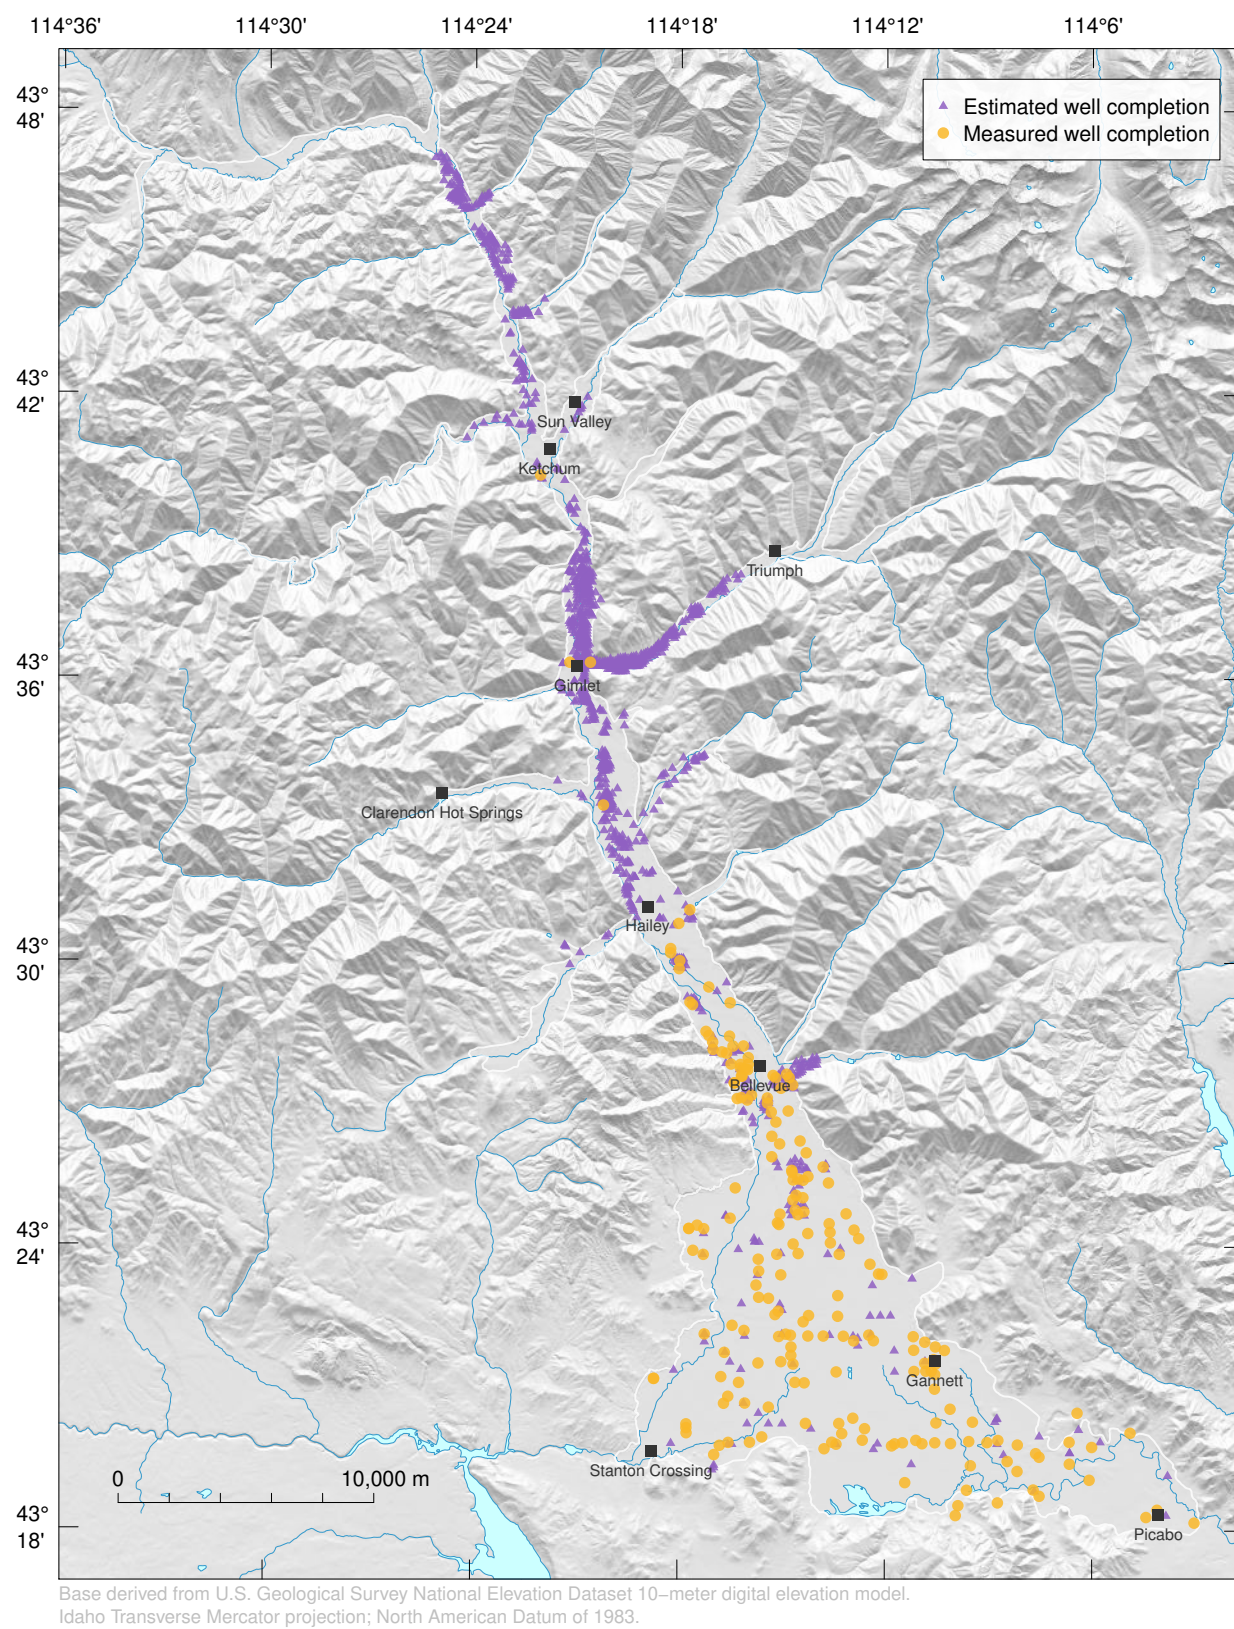 114°36' 114°30' 114°24' 114°18' 114°12' 114°6'
43°
48'
Estimated well completion
Measured well completion
43°
42'
Sun Valley
Ketchum
Triumph
43°
36'
Gimlet
Clarendon Hot Springs
Hailey
43°
30'
Bellevue
43°
24'
Gannett
Stanton Crossing
0 10,000 m
43°
18'
Picabo
Base derived from U.S. Geological Survey National Elevation Dataset 10−meter digital elevation model.
Idaho Transverse Mercator projection; North American Datum of 1983.